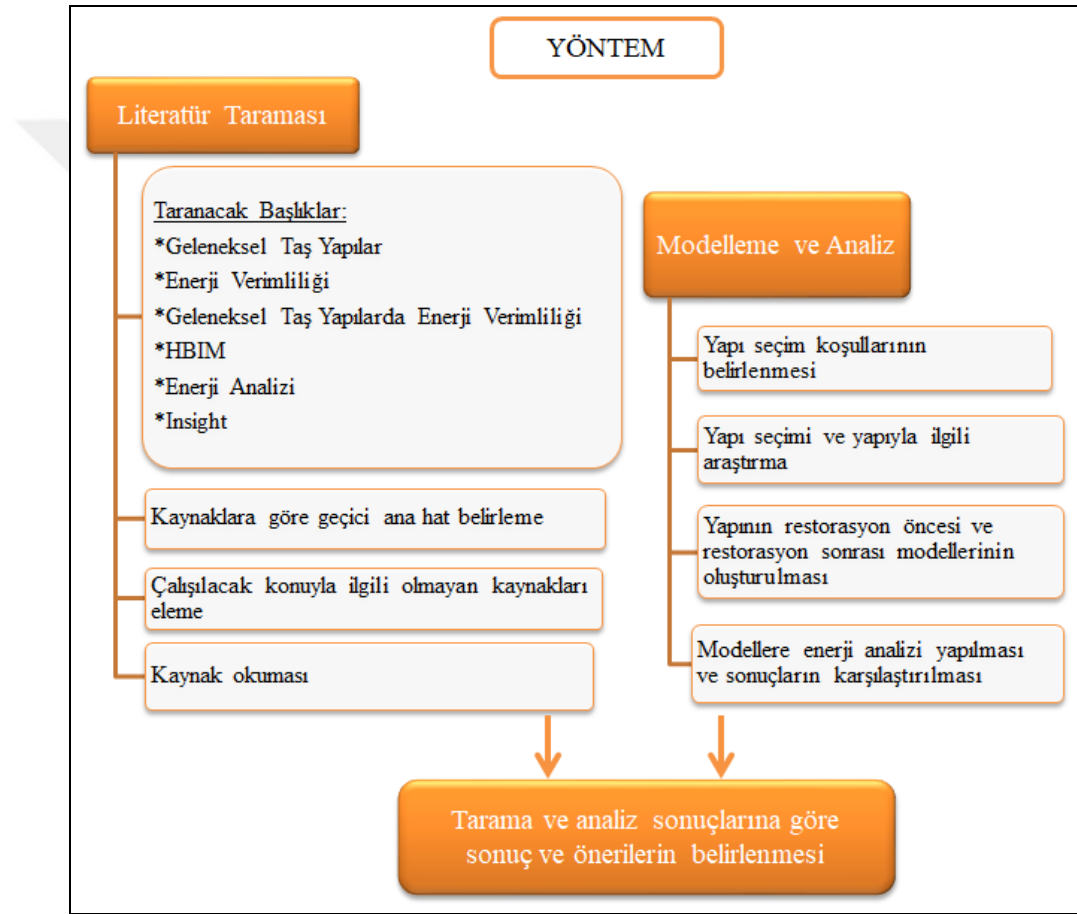 YÖNTEM
Literatür Taraması
Taranacak Başlıklar:
*Geleneksel Taş Yapılar
*Enerji Verimliliği
*Geleneksel Taş Yapılarda Enerji Verimliliği
*HBIM
*Enerji Analizi
*Insight
Kaynaklara göre geçici ana hat belirleme
Çalışılacak konuyla ilgili olmayan kaynakları
eleme
Kaynak okuması
Modelleme ve Analiz
Yapı seçim koşullarının
belirlenmesi
Yapı seçimi ve yapıyla ilgili
araştırma
Yapının restorasyon öncesi ve
restorasyon sonrası modellerinin
oluşturulması
Modellere enerji analizi yapılması
ve sonuçların karşılaştırılması
Tarama ve analiz sonuçlarına göre
sonuç ve önerilerin belirlenmesi